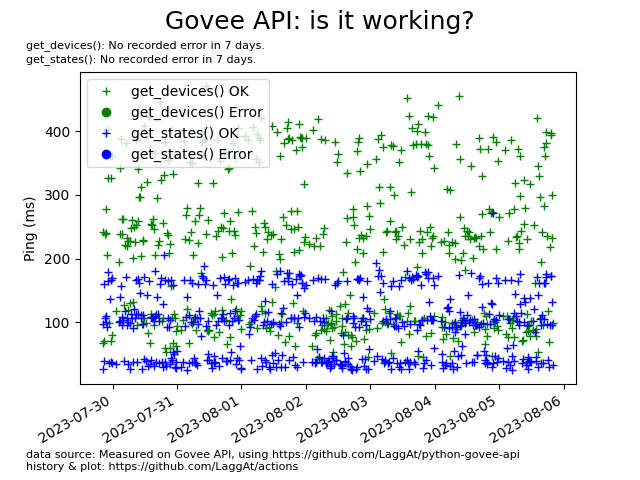 Govee API: is it working?
get_devices(): No recorded error in 7 days.
get_states(): No recorded error in 7 days.
get_devices() OK
get_devices() Error
get_states() OK
get_states() Error
Ping (ms)
400
300
200
100
2023-07-30
2023-07-31
2023-08-01
2023-08-02
2023-08-03
2023-08-04
2023-08-05
2023-08-06
data source: Measured on Govee API, using https://github.com/LaggAt/python-govee-api
history & plot: https://github.com/LaggAt/actions